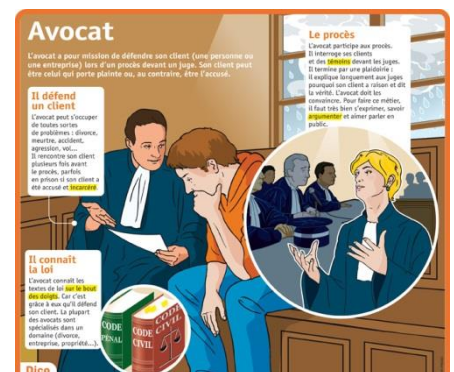 Avocat
L'avocat a pour mission de défendre son client (une personne ou
une entreprise) lors d'un procès devant un juge. Son client peut
être celui qui porte plainte ou, au contraire, être l'accusé.
Il défend
un client
L'avocat peut s'occuper
de toutes sortes
de problèmes : divorce,
meurtre, accident,
agression, vol...
Il rencontre son client
plusieurs fois avant
le procès, parfois
en prison si son client a
été accusé et incarcéré.
Le procès
L'avocat participe aux procès.
Il interroge ses clients
et des témoins devant les juges.
Il termine par une plaidoirie :
il explique longuement aux juges
pourquoi son client a raison et dit
la vérité. L'avocat doit les
convaincre. Pour faire ce métier,
il faut très bien s'exprimer, savoir
argumenter et aimer parler en
public.
Il connaît
la loi
L'avocat connaît les
textes de loi sur le bout
des doigts. Car c'est
grâce à eux qu'il défend
son client. La plupart
des avocats sont
spécialisés dans un
domaine (divorce,
entreprise, propriété...).
CODE
PÉNAL
CODE
CIVIL
CODE
CIVIL
Dico